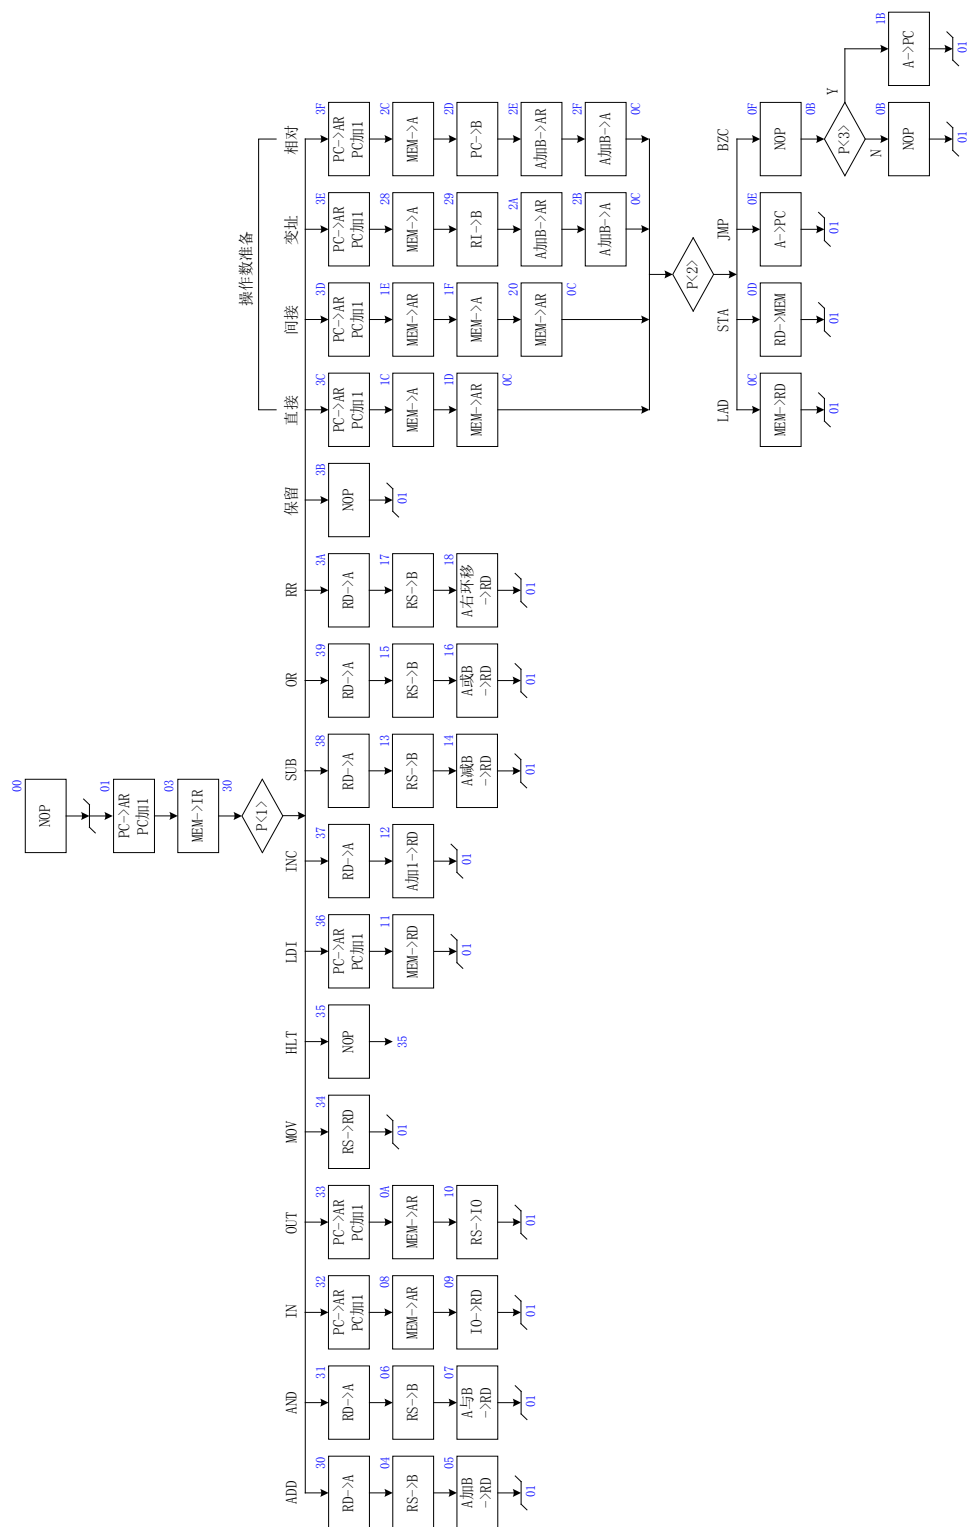 00
NOP
01
PC->AR
PC加1
03
MEM->IR
30
P<1>
操作数准备
ADD
30
RD->A
04
RS->B
05
A加B
->RD
01
AND
31
RD->A
06
RS->B
07
A与B
->RD
01
IN
32
PC->AR
PC加1
08
MEM->AR
09
IO->RD
01
OUT
33
PC->AR
PC加1
0A
MEM->AR
10
RS->IO
01
MOV
34
RS->RD
01
HLT
35
NOP
35
LDI
36
PC->AR
PC加1
11
MEM->RD
01
INC
37
RD->A
12
A加1->RD
01
SUB
38
RD->A
13
RS->B
14
A减B
->RD
01
OR
39
RD->A
15
RS->B
16
A或B
->RD
01
RR
3A
RD->A
17
RS->B
18
A右环移
->RD
01
保留
3B
NOP
01
直接
3C
PC->AR
PC加1
1C
MEM->A
1D
MEM->AR
0C
间接
3D
PC->AR
PC加1
1E
MEM->AR
1F
MEM->A
20
MEM->AR
0C
变址
3E
PC->AR
PC加1
28
MEM->A
29
RI->B
2A
A加B->AR
2B
A加B->A
0C
相对
3F
PC->AR
PC加1
2C
MEM->A
2D
PC->B
2E
A加B->AR
2F
A加B->A
0C
P<2>
LAD
0C
MEM->RD
01
STA
0D
RD->MEM
01
JMP
0E
A->PC
01
BZC
0F
NOP
0B
P<3>
N
0B
NOP
01
Y
1B
A->PC
01